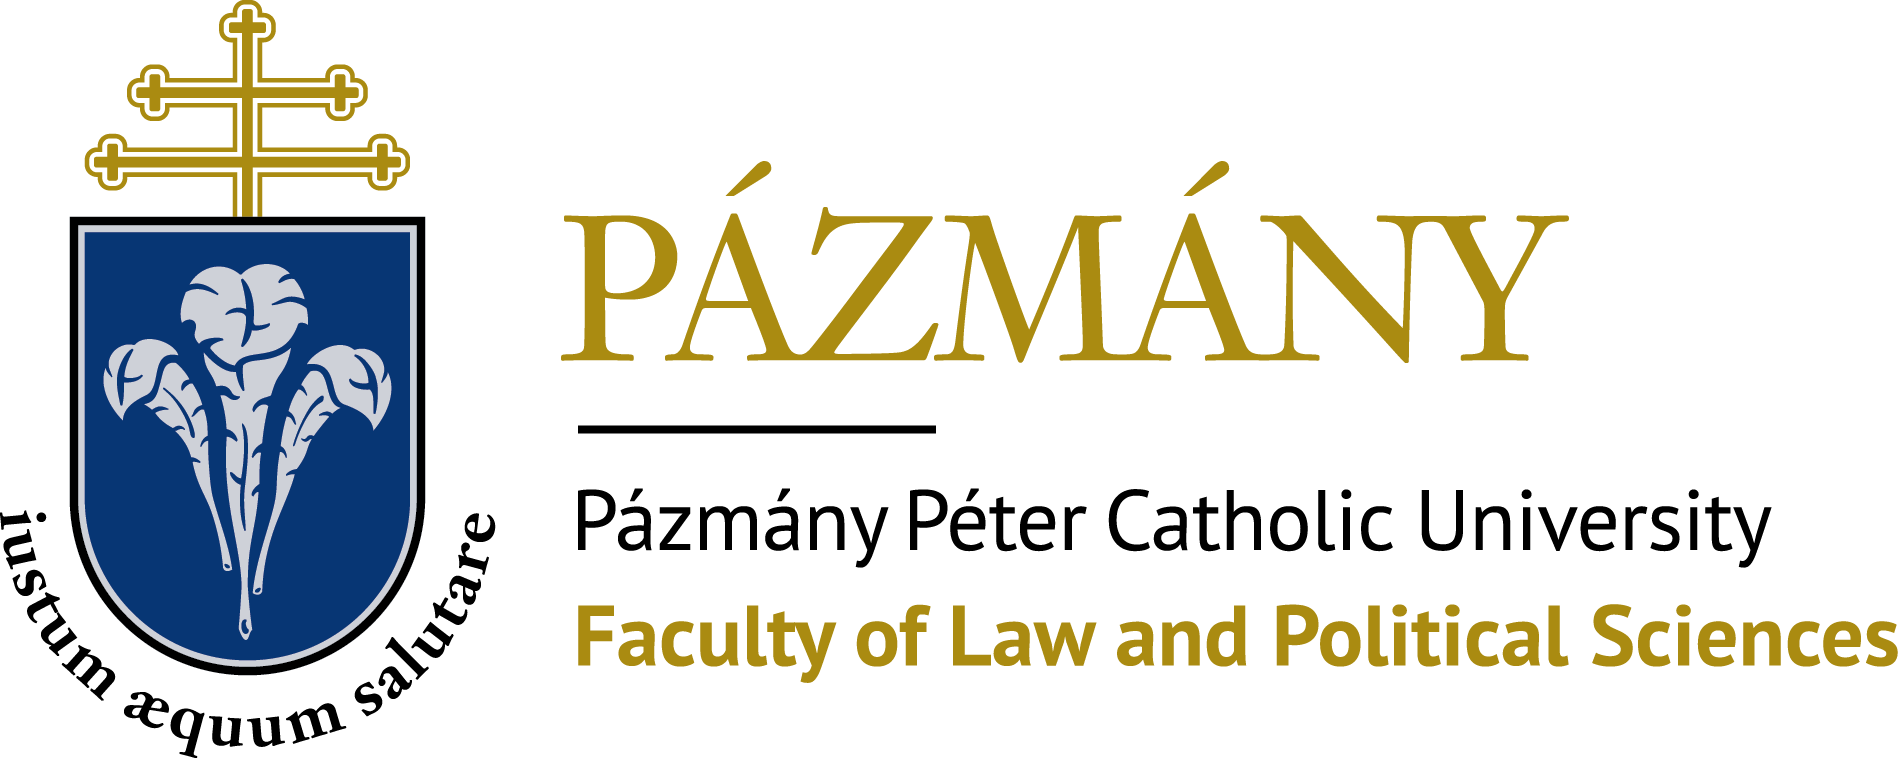 iustum æquum salutare
PÁZMÁNY
Pázmány Péter Catholic University
Faculty of Law and Political Sciences